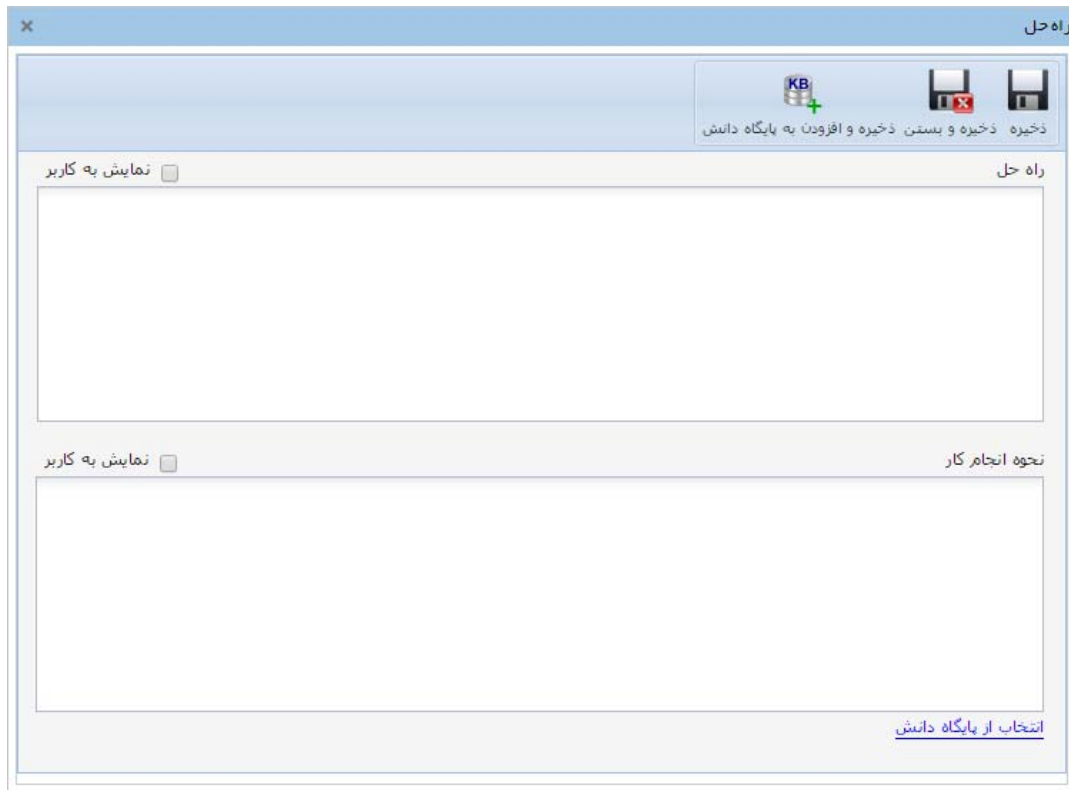 راه حل
KB
ذخیره ذخیره و بستن ذخیره و افزودن به پایگاه دانش
راه حل نمایش به کاربر
نحوه انجام کار نمایش به کاربر
انتخاب از پایگاه دانش